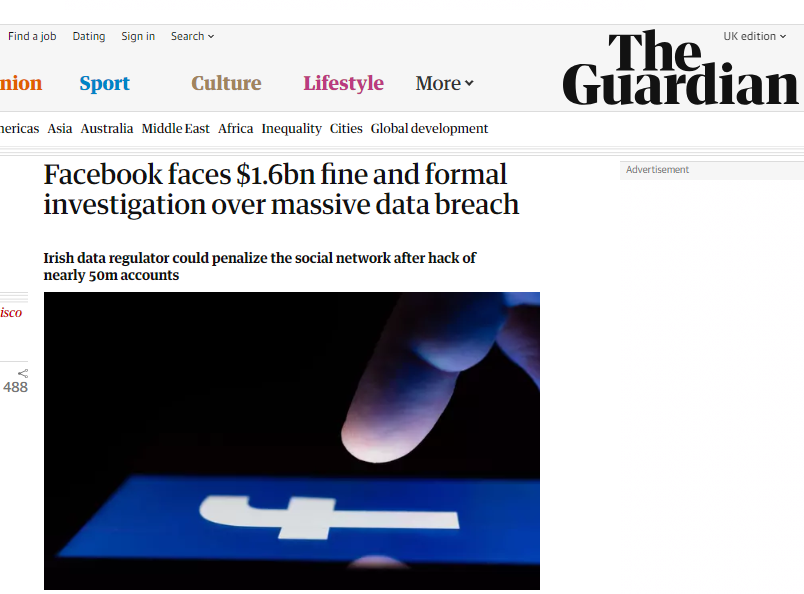 Find a job Dating Sign in Search UK edition
The
Guardian
nion Sport Culture Lifestyle More
nericas Asia Australia Middle East Africa Inequality Cities Global development
Facebook faces $1.6bn fine and formal
investigation over massive data breach
Advertisement
Irish data regulator could penalize the social network after hack of
nearly 50m accounts
isco
488
f